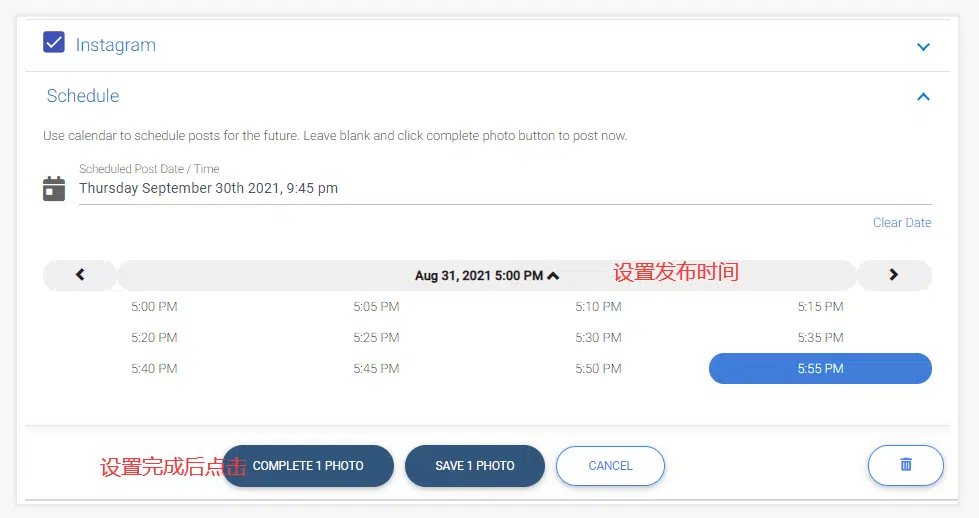 Instagram
Schedule
Use calendar to schedule posts for the future. Leave blank and click complete photo button to post now.
Scheduled Post Date / Time
Thursday September 30th 2021, 9:45 pm
Clear Date
Aug 31, 2021 5:00 PM 设置发布时间
5:00 PM 5:05 PM 5:10 PM 5:15 PM
5:20 PM 5:25 PM 5:30 PM 5:35 PM
5:40 PM 5:45 PM 5:50 PM 5:55 PM
设置完成后点击 COMPLETE 1 PHOTO SAVE 1 PHOTO CANCEL